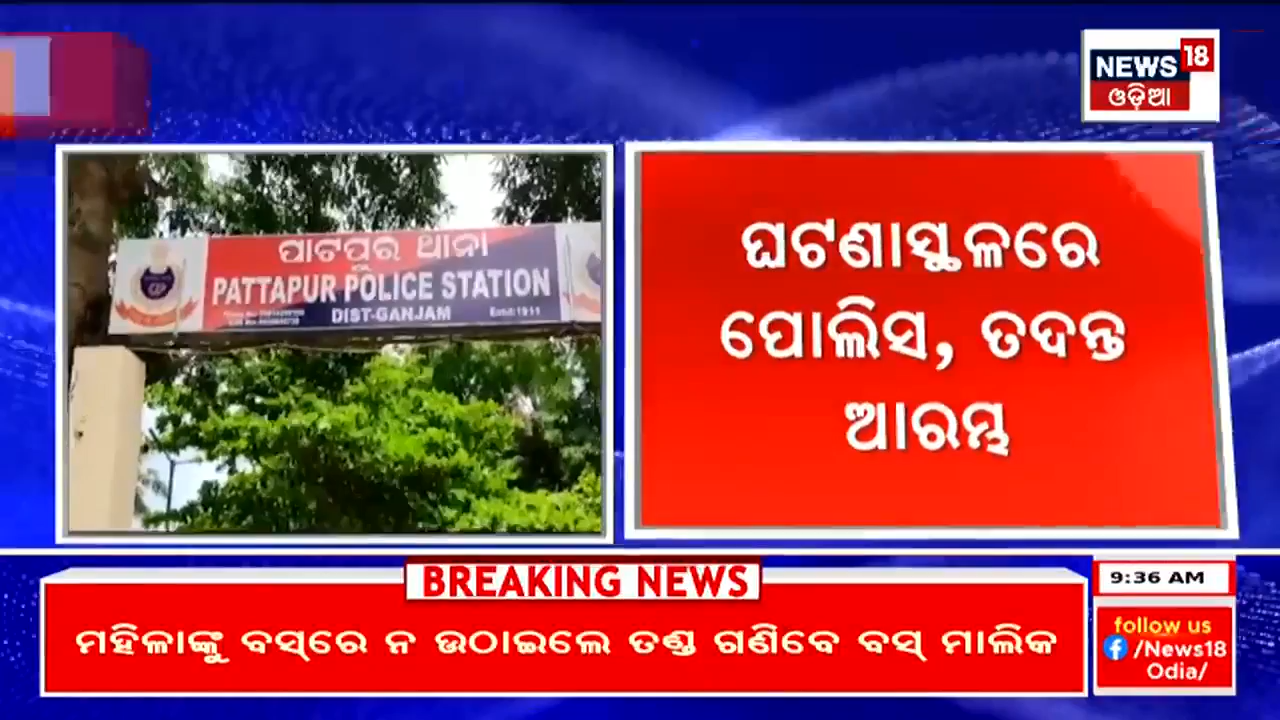 NEWS 18
ଓଡ଼ିଆ
ପାଟପୁର ଥାନା
PATTAPUR POLICE STATION
DIST-GANJAM Estd:1911
ଘଟଣାସ୍ଥଳରେ
ପୋଲିସ, ତଦନ୍ତ
ଆରମ୍ଭ
BREAKING NEWS
ମହିଳାଙ୍କୁ ବସ୍‌ରେ ନ ଉଠାଇଲେ ଦଣ୍ଡ ଗଣିବେ ବସ୍ ମାଲିକ
9:36 AM
follow us
/News18
Odia/